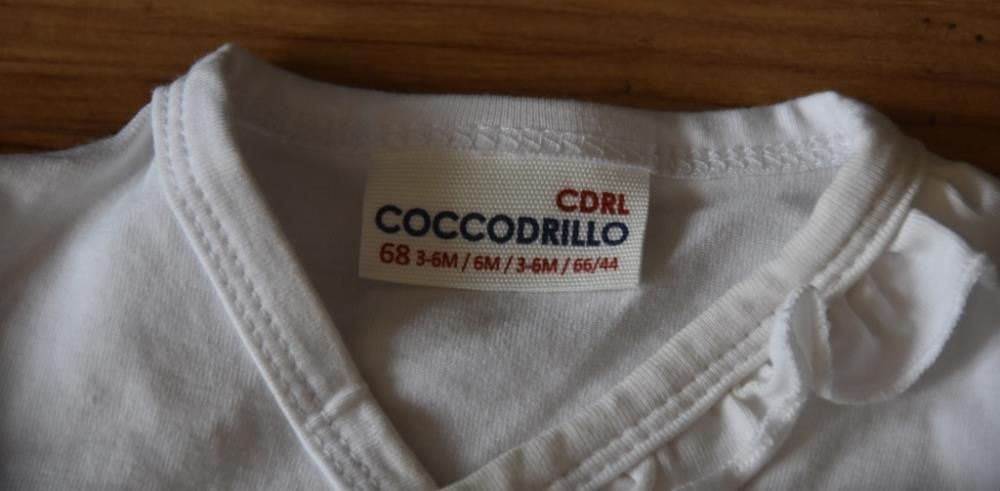 CDRL
COCCODRILLO
68 3-6M / 6M / 3-6M / 66/44